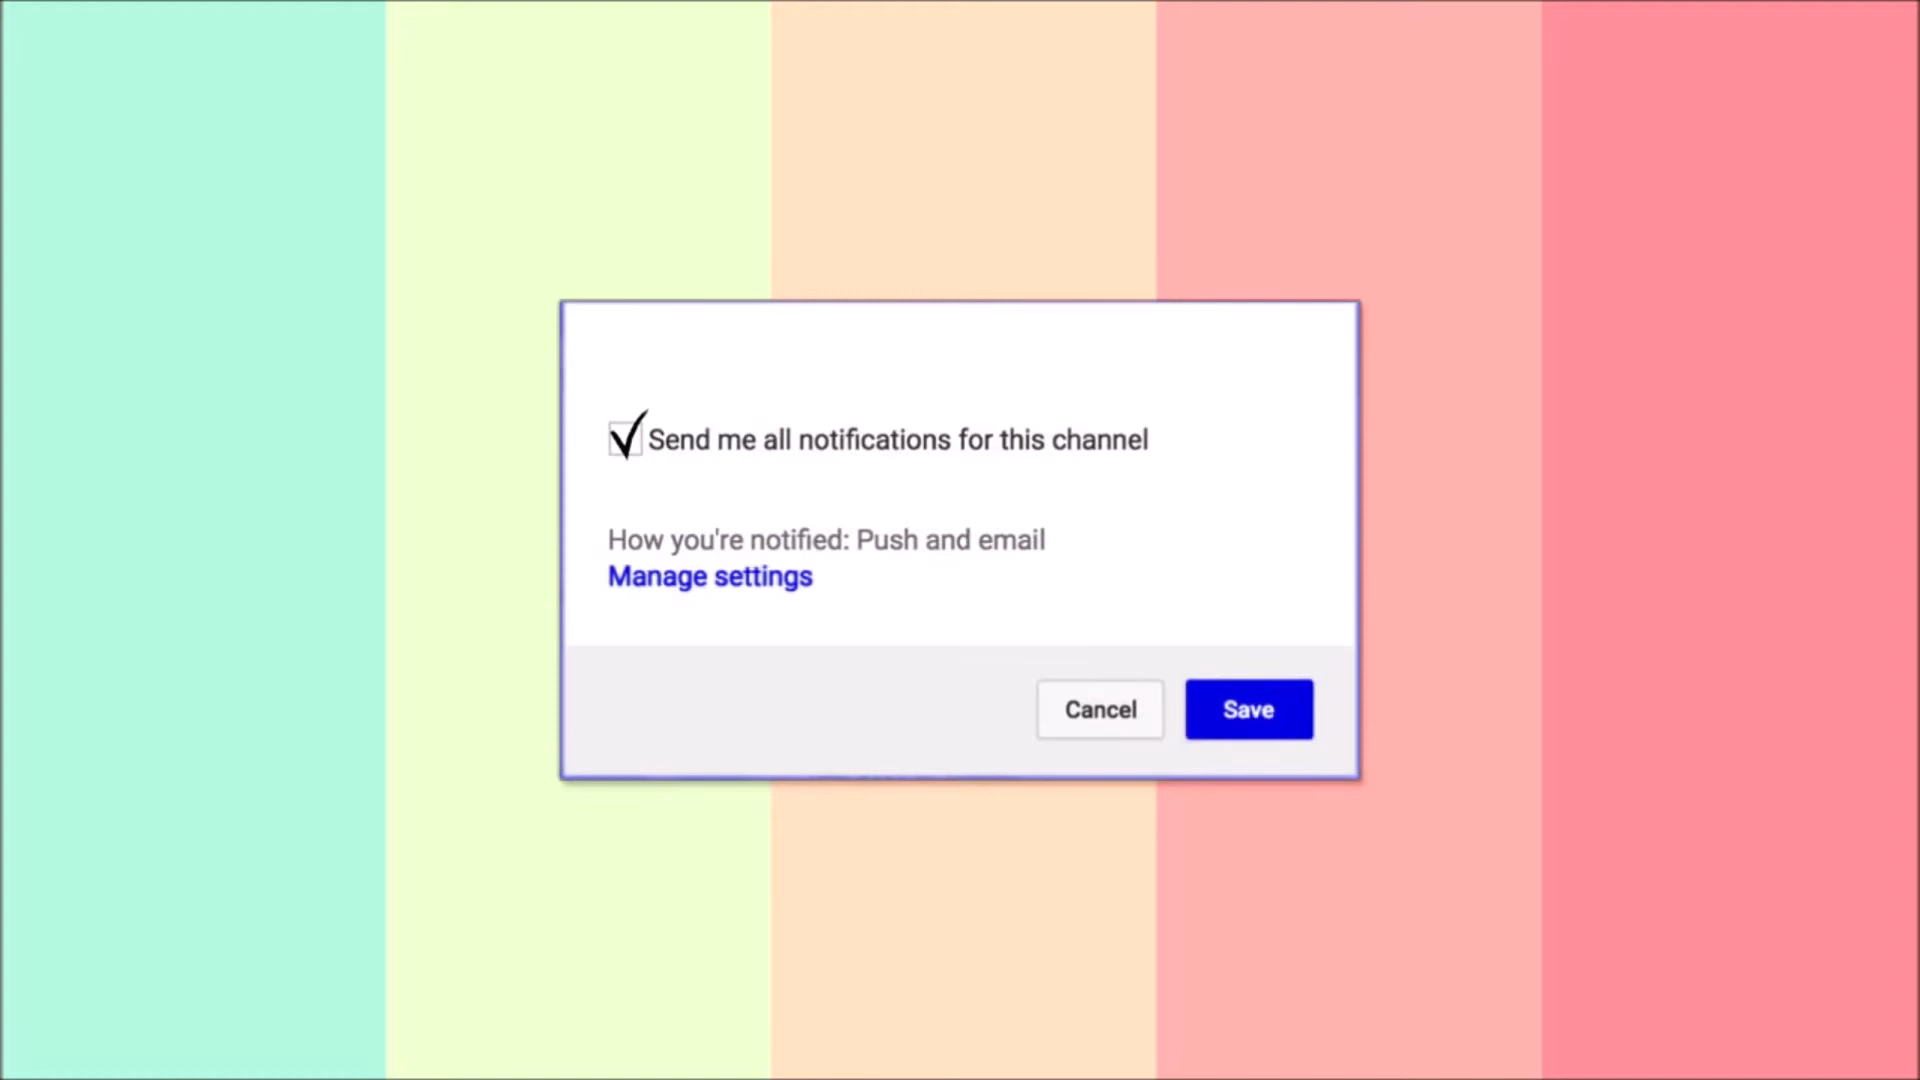 Send me all notifications for this channel
How you're notified: Push and email
Manage settings
Cancel
Save